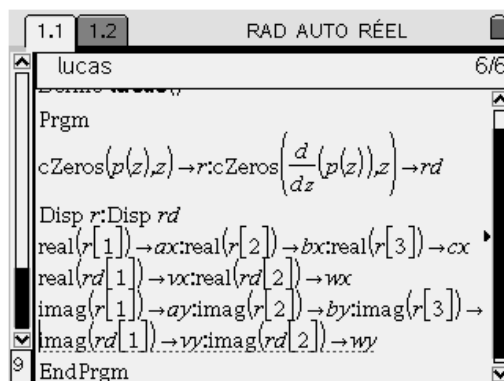 1.1 1.2 RAD AUTO RÉEL
lucas 6/6
Prgm
cZeros(p(z),z)→r:cZeros(d/dz(p(z)),z)→rd
Disp r:Disp rd
real(r[1])→ax:real(r[2])→bx:real(r[3])→cx
real(rd[1])→vx:real(rd[2])→wx
imag(r[1])→ay:imag(r[2])→by:imag(r[3])→
imag(rd[1])→vy:imag(rd[2])→wy
9 EndPrgm